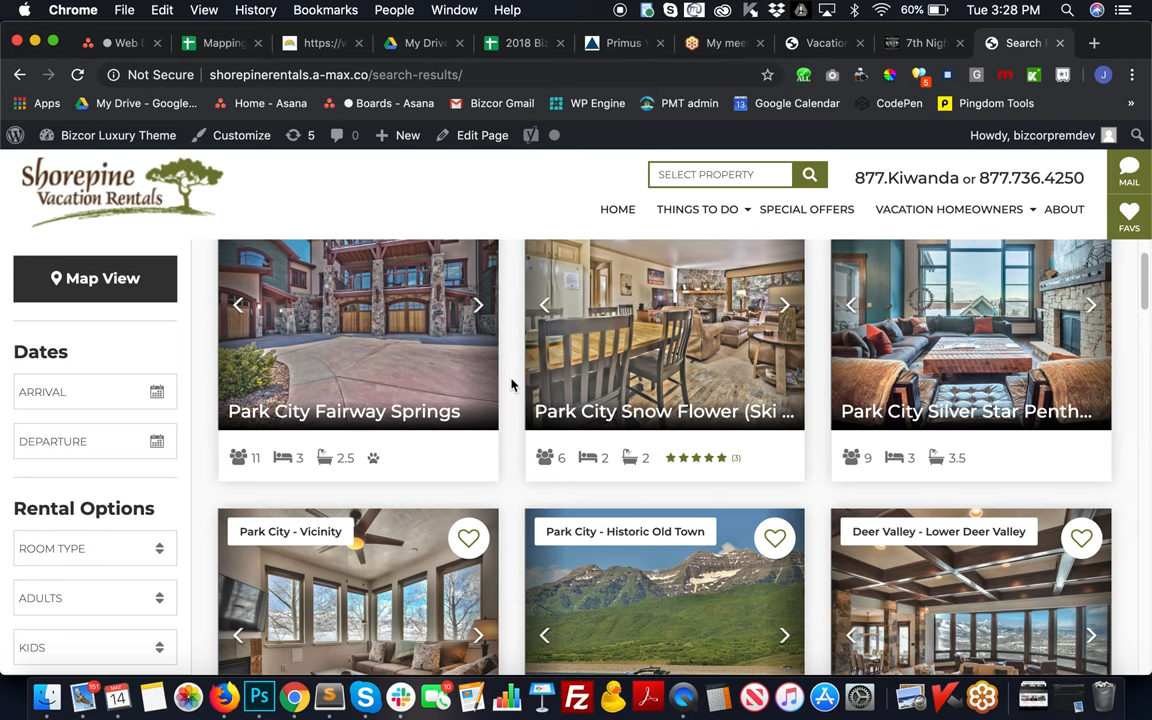 Chrome File Edit View History Bookmarks People Window Help 60% Tue 3:28 PM
Web D Mapping https://v My Drive 2018 Biz Primus V My mee Vacation 7th Nigh Search R
Not Secure shorepinerentals.a-max.co/search-results/
Apps My Drive - Google... Home - Asana Boards - Asana Bizcor Gmail WP Engine PMT admin Google Calendar CodePen Pingdom Tools »
Bizcor Luxury Theme Customize 5 0 New Edit Page Howdy, bizcorpremdev
Shorepine
Vacation Rentals
SELECT PROPERTY
877.Kiwanda or 877.736.4250
MAIL
HOME THINGS TO DO SPECIAL OFFERS VACATION HOMEOWNERS ABOUT
FAVS
Map View
Dates
ARRIVAL
DEPARTURE
Rental Options
ROOM TYPE
ADULTS
KIDS
Park City Fairway Springs
11 3 2.5
Park City Snow Flower (Ski ...
6 2 2 (3)
Park City Silver Star Penth...
9 3 3.5
Park City - Vicinity
Park City - Historic Old Town
Deer Valley - Lower Deer Valley